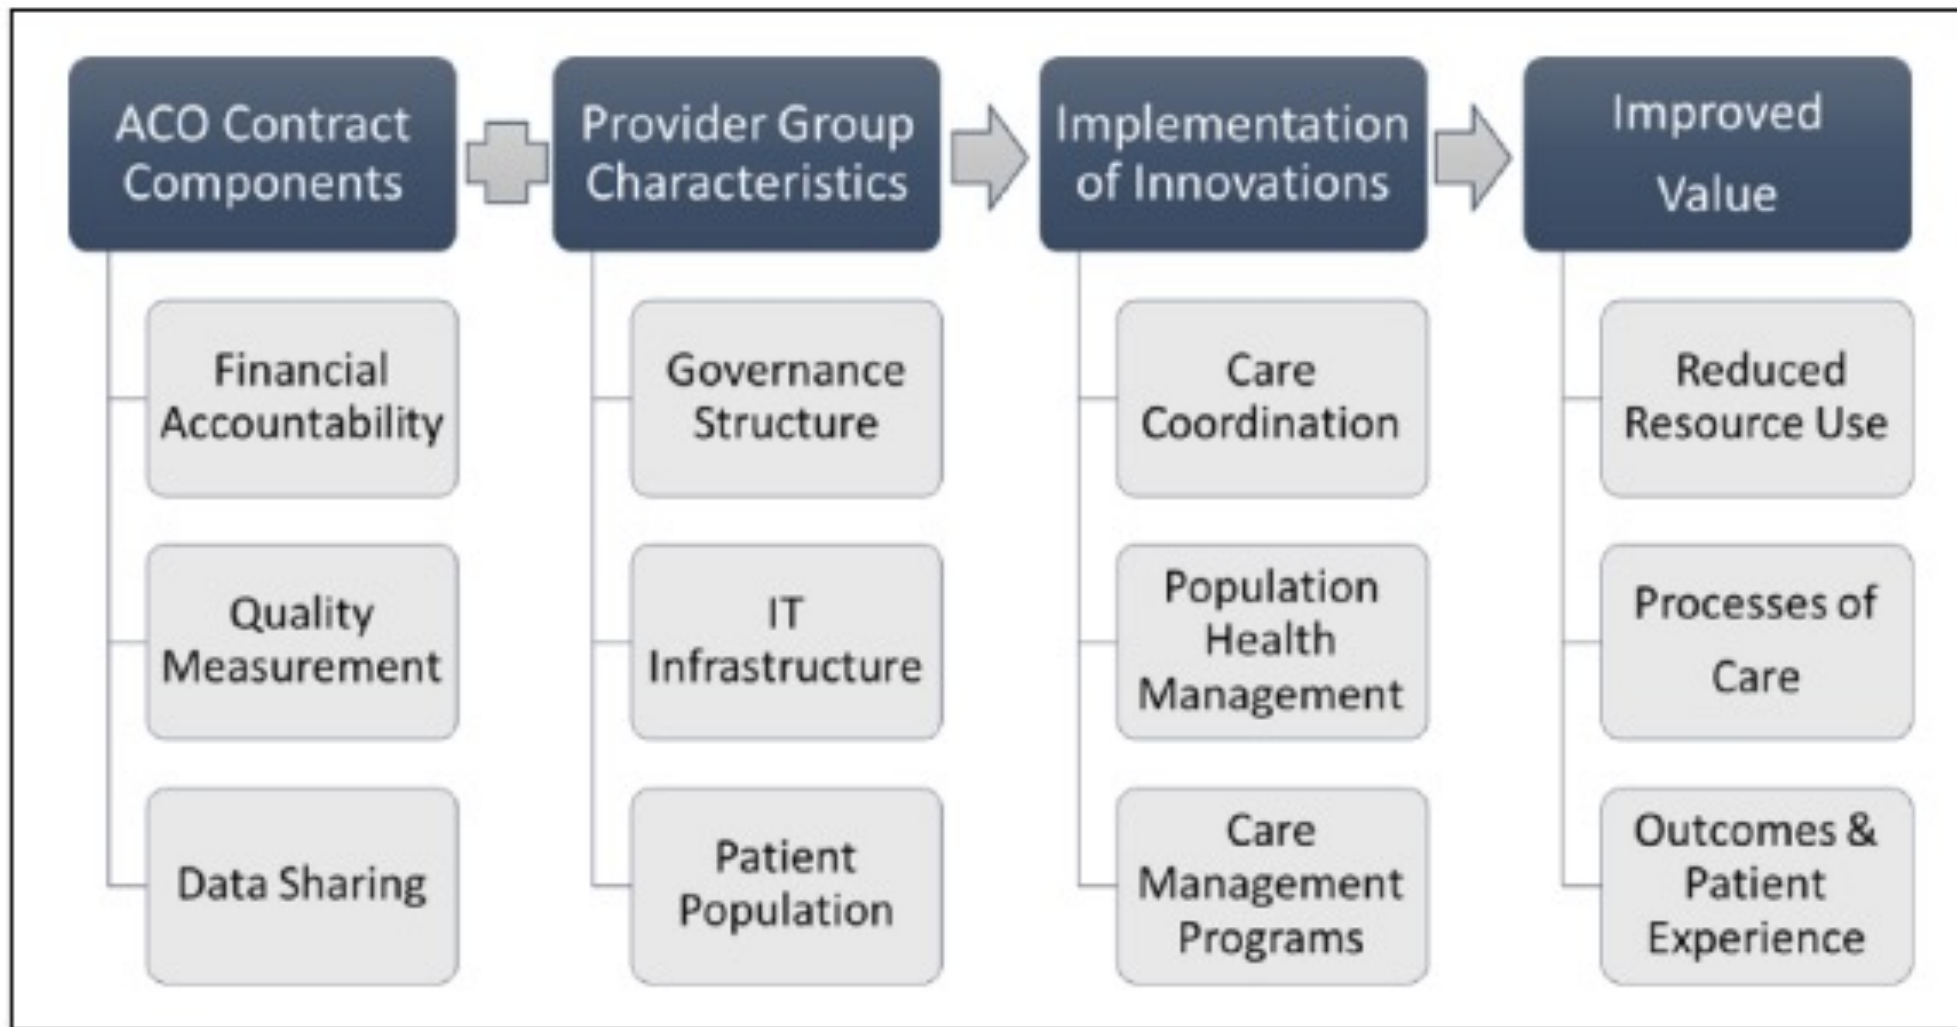 ACO Contract
Components
Provider Group
Characteristics
Implementation
of Innovations
Improved
Value
Financial
Accountability
Quality
Measurement
Data Sharing
Governance
Structure
IT
Infrastructure
Patient
Population
Care
Coordination
Population
Health
Management
Care
Management
Programs
Reduced
Resource Use
Processes of
Care
Outcomes &
Patient
Experience